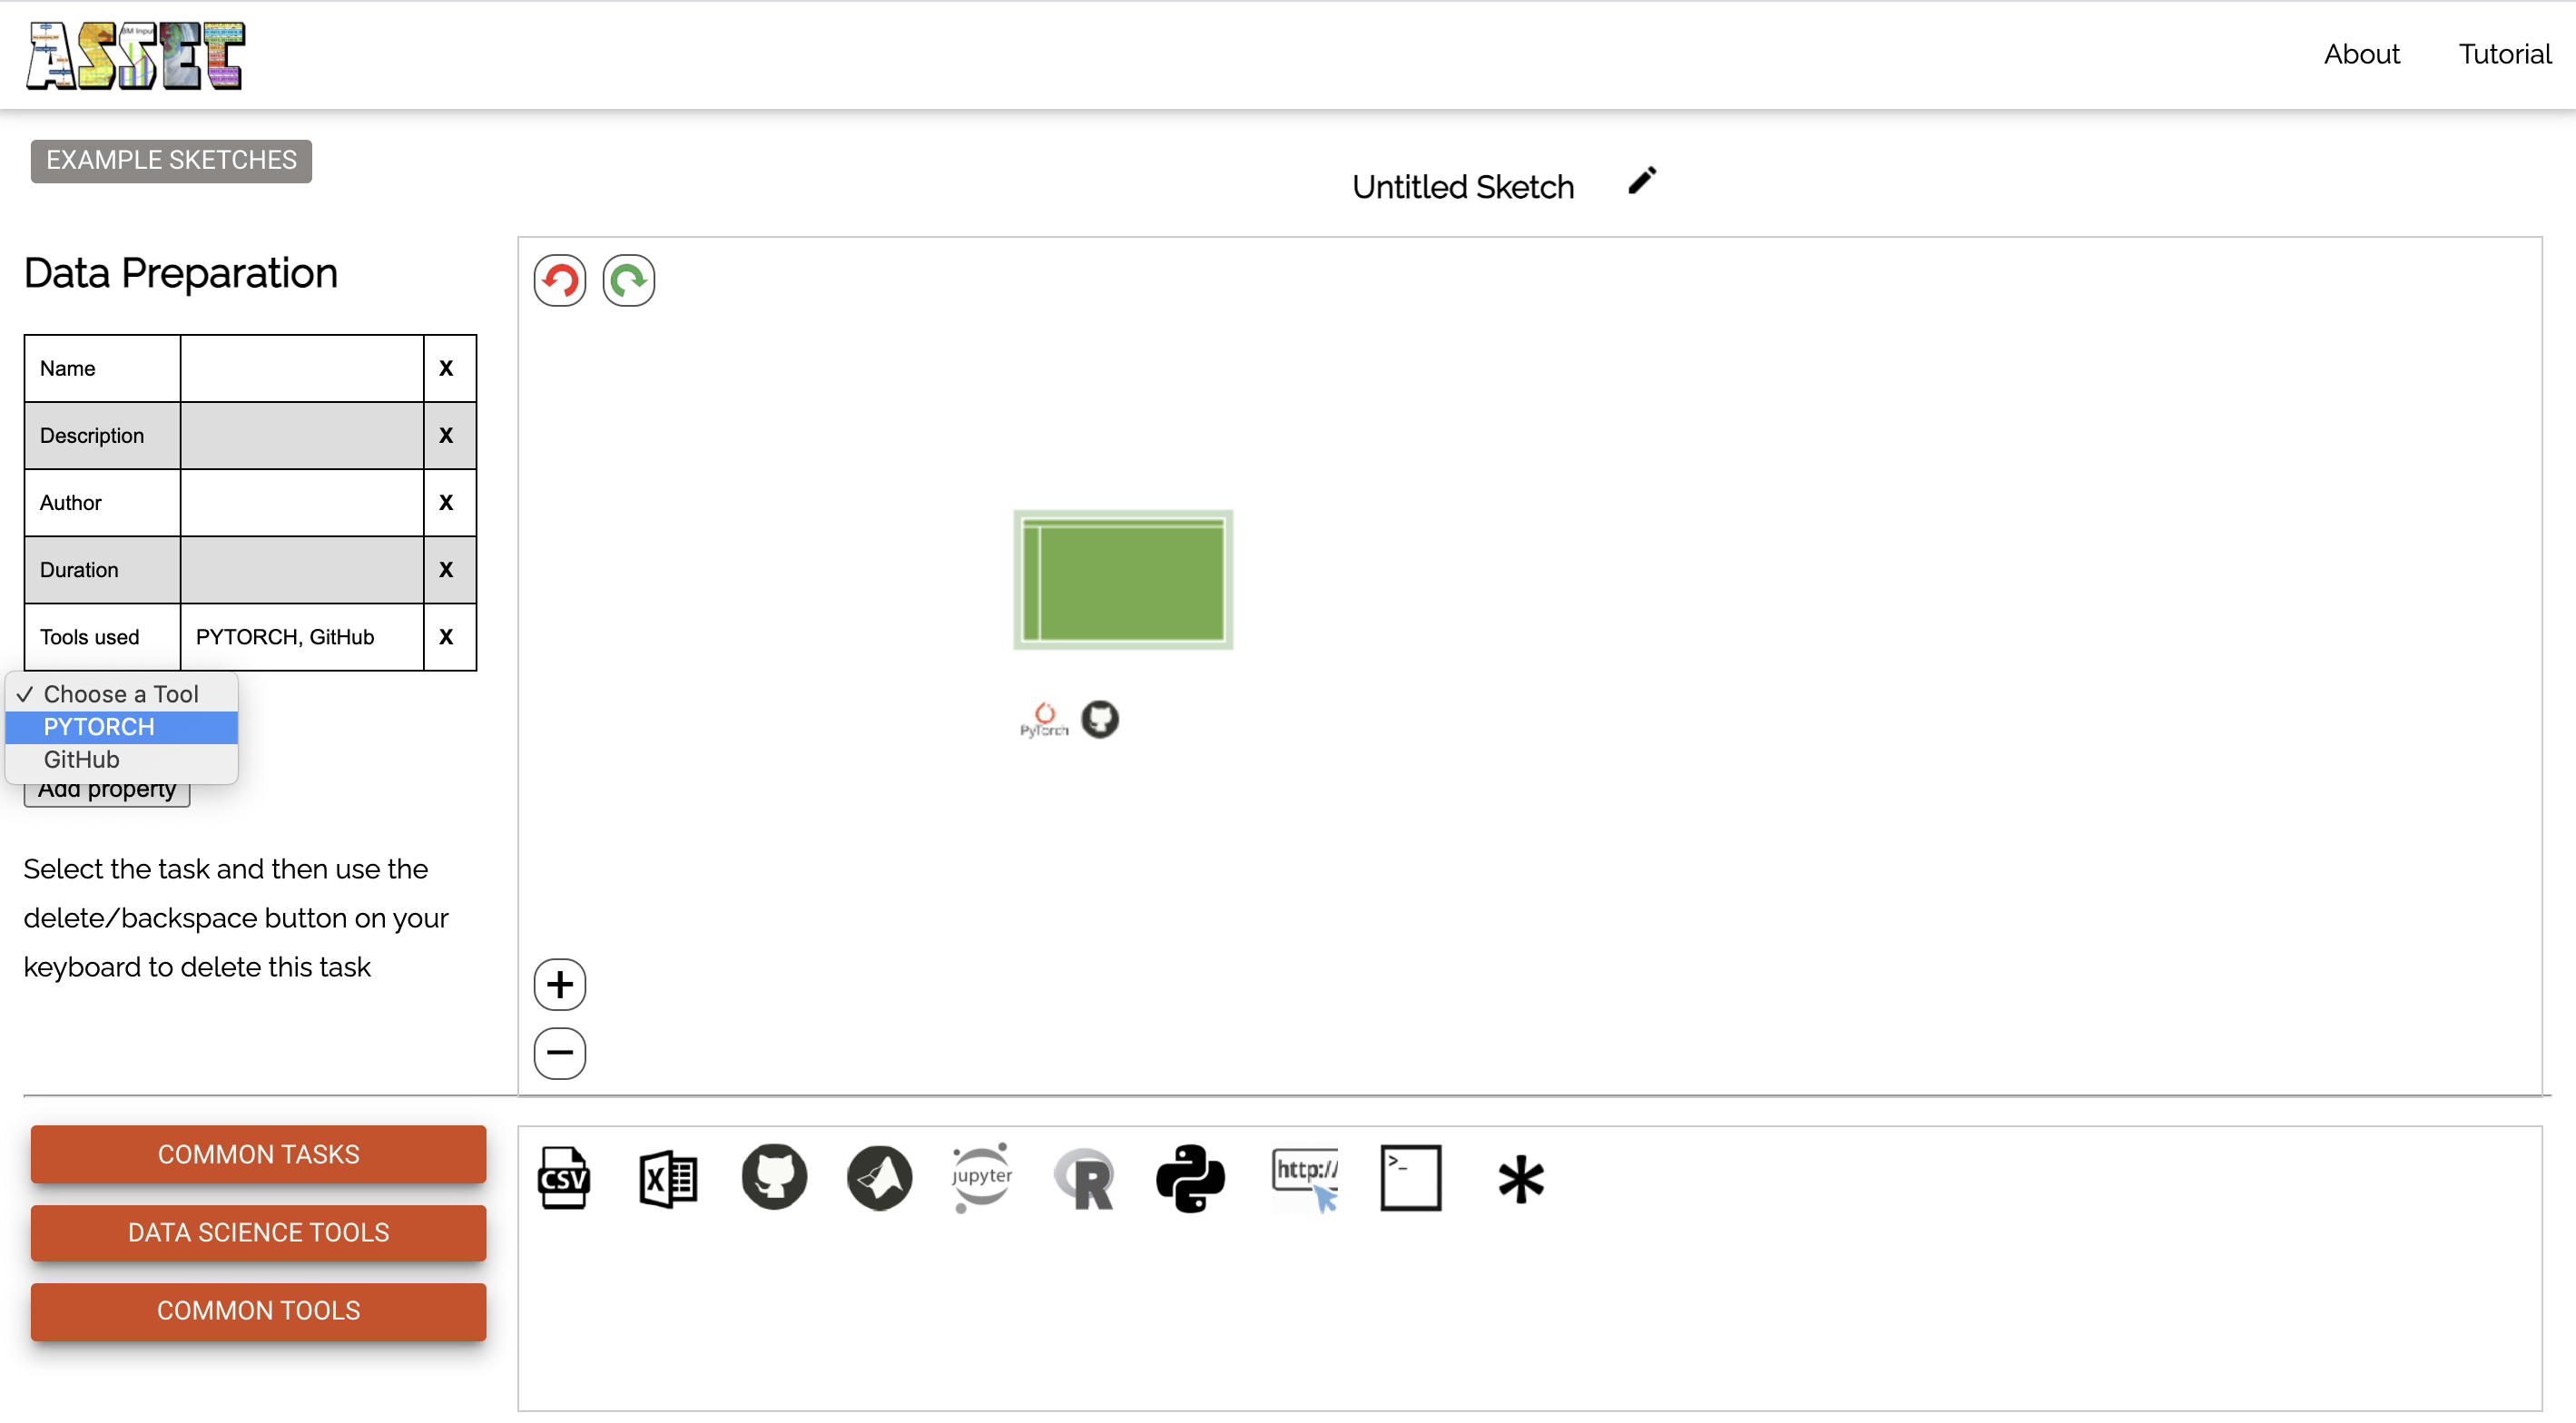 ASSET
About
Tutorial
EXAMPLE SKETCHES
Untitled Sketch
Data Preparation
Name X
Description X
Author X
Duration X
Tools used PYTORCH, GitHub X
✓ Choose a Tool
PYTORCH
GitHub
Add property
PyTorch
Select the task and then use the
delete/backspace button on your
keyboard to delete this task
COMMON TASKS
DATA SCIENCE TOOLS
COMMON TOOLS
CSV
X
jupyter
R
http://
>_
*